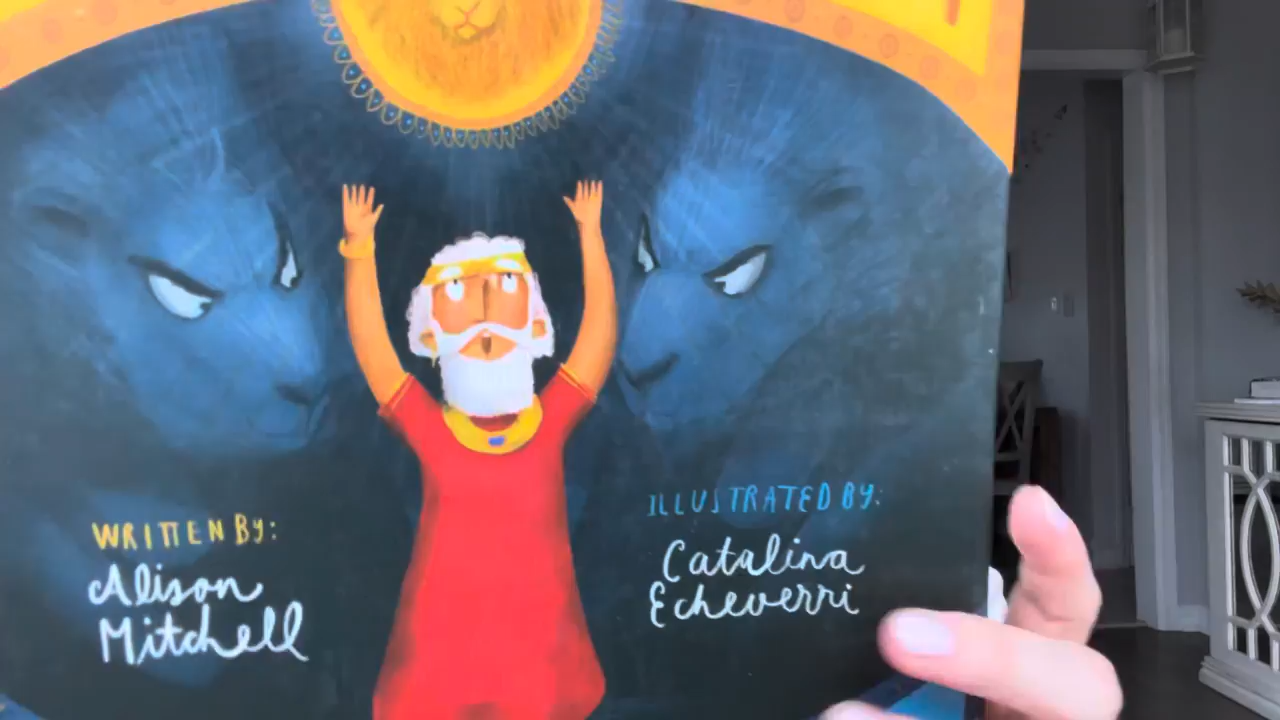 WRITTEN BY:
Alison
Mitchell
ILLUSTRATED BY:
Catalina
Echeverri